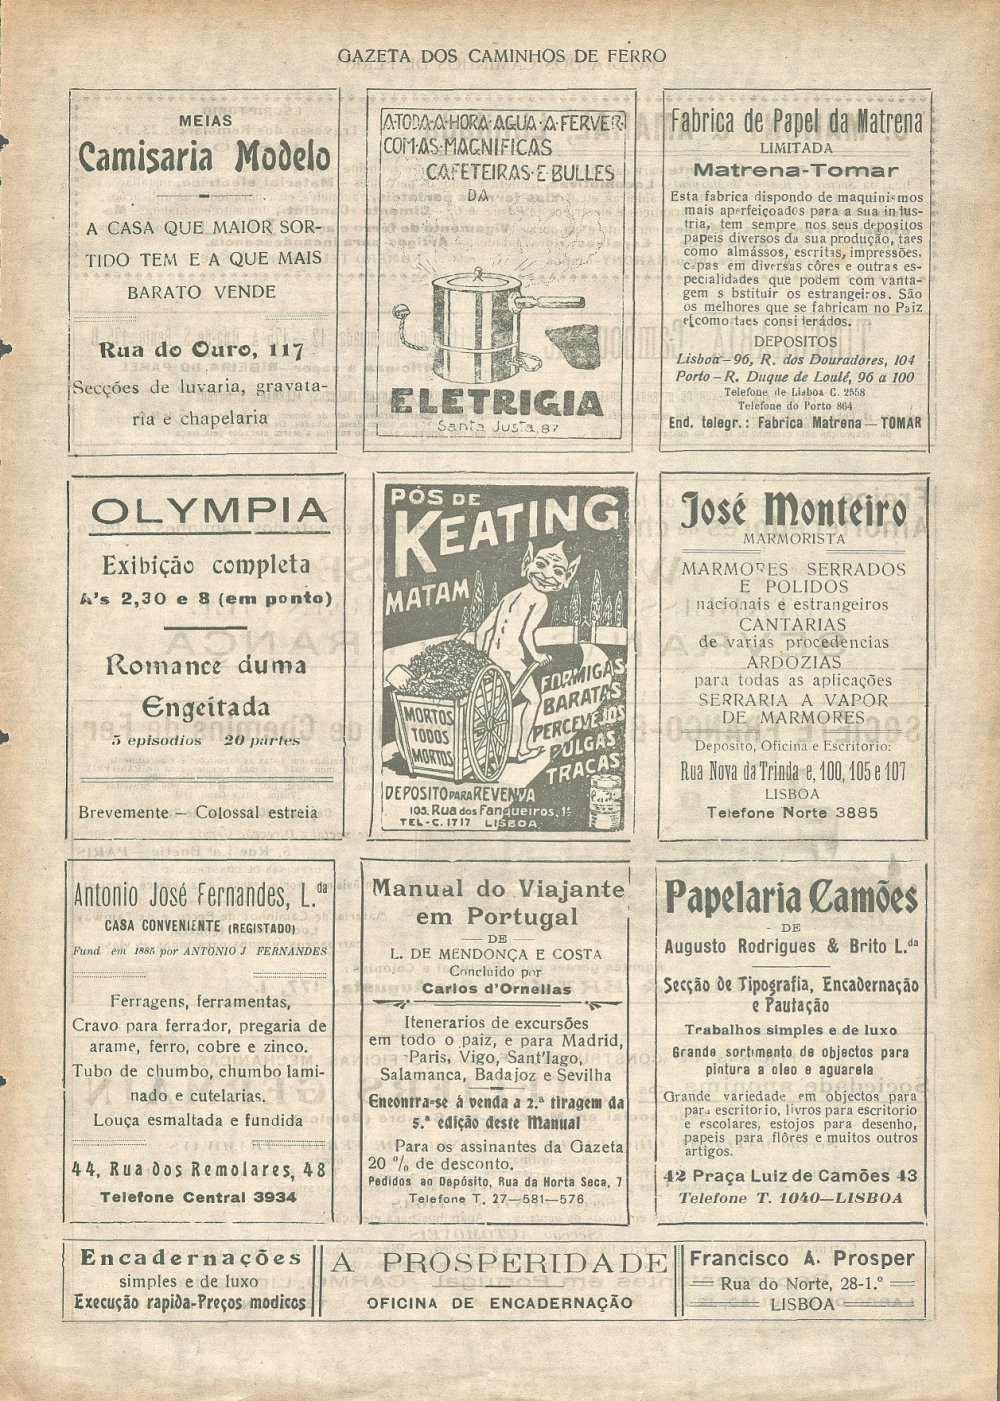 GAZETA DOS CAMINHOS DE FERRO
MEIAS
Camisaria Modelo
A CASA QUE MAIOR SOR-
TIDO TEM E A QUE MAIS
BARATO VENDE
Rua do Ouro, 117
Secções de luvaria, gravata-
ria e chapelaria
A·TODA·A·HORA·AGUA·A·FERVER
COM·AS·MAGNIFICAS
CAFETEIRAS·E·BULLES
DA
ELETRIGIA
Santa Justa, 87
Fabrica de Papel da Matrena
LIMITADA
Matrena-Tomar
Esta fabrica dispondo de maquinismos
mais aperfeiçoados para a sua in lus-
tria, tem sempre nos seus depositos
papeis diversos da sua produção, taes
como almássos, escritas, impressões,
capas em diversas côres e outras es-
pecialidades que podem com vanta-
gem s bstituir os estrangeiros. São
os melhores que se fabricam no Paiz
e como taes consi lerádos.
DEPOSITOS
Lisboa—96, R. dos Douradores, 104
Porto—R. Duque de Loulé, 96 a 100
Telefone de Lisboa C. 2558
Telefone do Porto 864
End. telegr.: Fabrica Matrena—TOMAR
OLYMPIA
Exibição completa
A's 2,30 e 8 (em ponto)
Romance duma
Engeitada
5 episodios 20 partes
Brevemente — Colossal estreia
PÓS DE
KEATING
MATAM
FORMIGAS
BARATAS
PERCEVEJOS
PULGAS
TRAÇAS
MORTOS
TODOS
MORTOS
DEPOSITO PARA REVENDA
105. Rua dos Fanqueiros, 1º
TEL-C. 1717 LISBOA
José Monteiro
MARMORISTA
MARMORES SERRADOS
E POLIDOS
nacionais e estrangeiros
CANTARIAS
de varias procedencias
ARDOZIAS
para todas as aplicações
SERRARIA A VAPOR
DE MARMORES
Deposito, Oficina e Escritorio:
Rua Nova da Trinda e, 100, 105 e 107
LISBOA
Telefone Norte 3885
Antonio José Fernandes, L.da
CASA CONVENIENTE (REGISTADO)
Fund em 1885 por ANTONIO J FERNANDES
Ferragens, ferramentas,
Cravo para ferrador, pregaria de
arame, ferro, cobre e zinco.
Tubo de chumbo, chumbo lami-
nado e cutelarias.
Louça esmaltada e fundida
44, Rua dos Remolares, 48
Telefone Central 3934
Manual do Viajante
em Portugal
— DE —
L. DE MENDONÇA E COSTA
Concluido por
Carlos d'Ornellas
Itenerarios de excursões
em todo o paiz, e para Madrid,
Paris, Vigo, Sant'Iago,
Salamanca, Badajoz e Sevilha
Encontra-se á venda a 2.ª tiragem da
5.ª edição deste Manual
Para os assinantes da Gazeta
20 % de desconto.
Pedidos ao Depósito, Rua da Horta Seca, 7
Telefone T. 27—581—576
Papelaria Camões
- DE
Augusto Rodrigues & Brito L.da
Secção de Tipografia, Encadernação
e Pautação
Trabalhos simples e de luxo
Grande sortimento de objectos para
pintura a oleo e aguarela
Grande variedade em objectos para
para escritorio, livros para escritorio
e escolares, estojos para desenho,
papeis para flôres e muitos outros
artigos.
42 Praça Luiz de Camões 43
Telefone T. 1040—LISBOA
Encadernações
simples e de luxo
Execução rapida-Preços modicos
A PROSPERIDADE
OFICINA DE ENCADERNAÇÃO
Francisco A. Prosper
Rua do Norte, 28-1.º
LISBOA